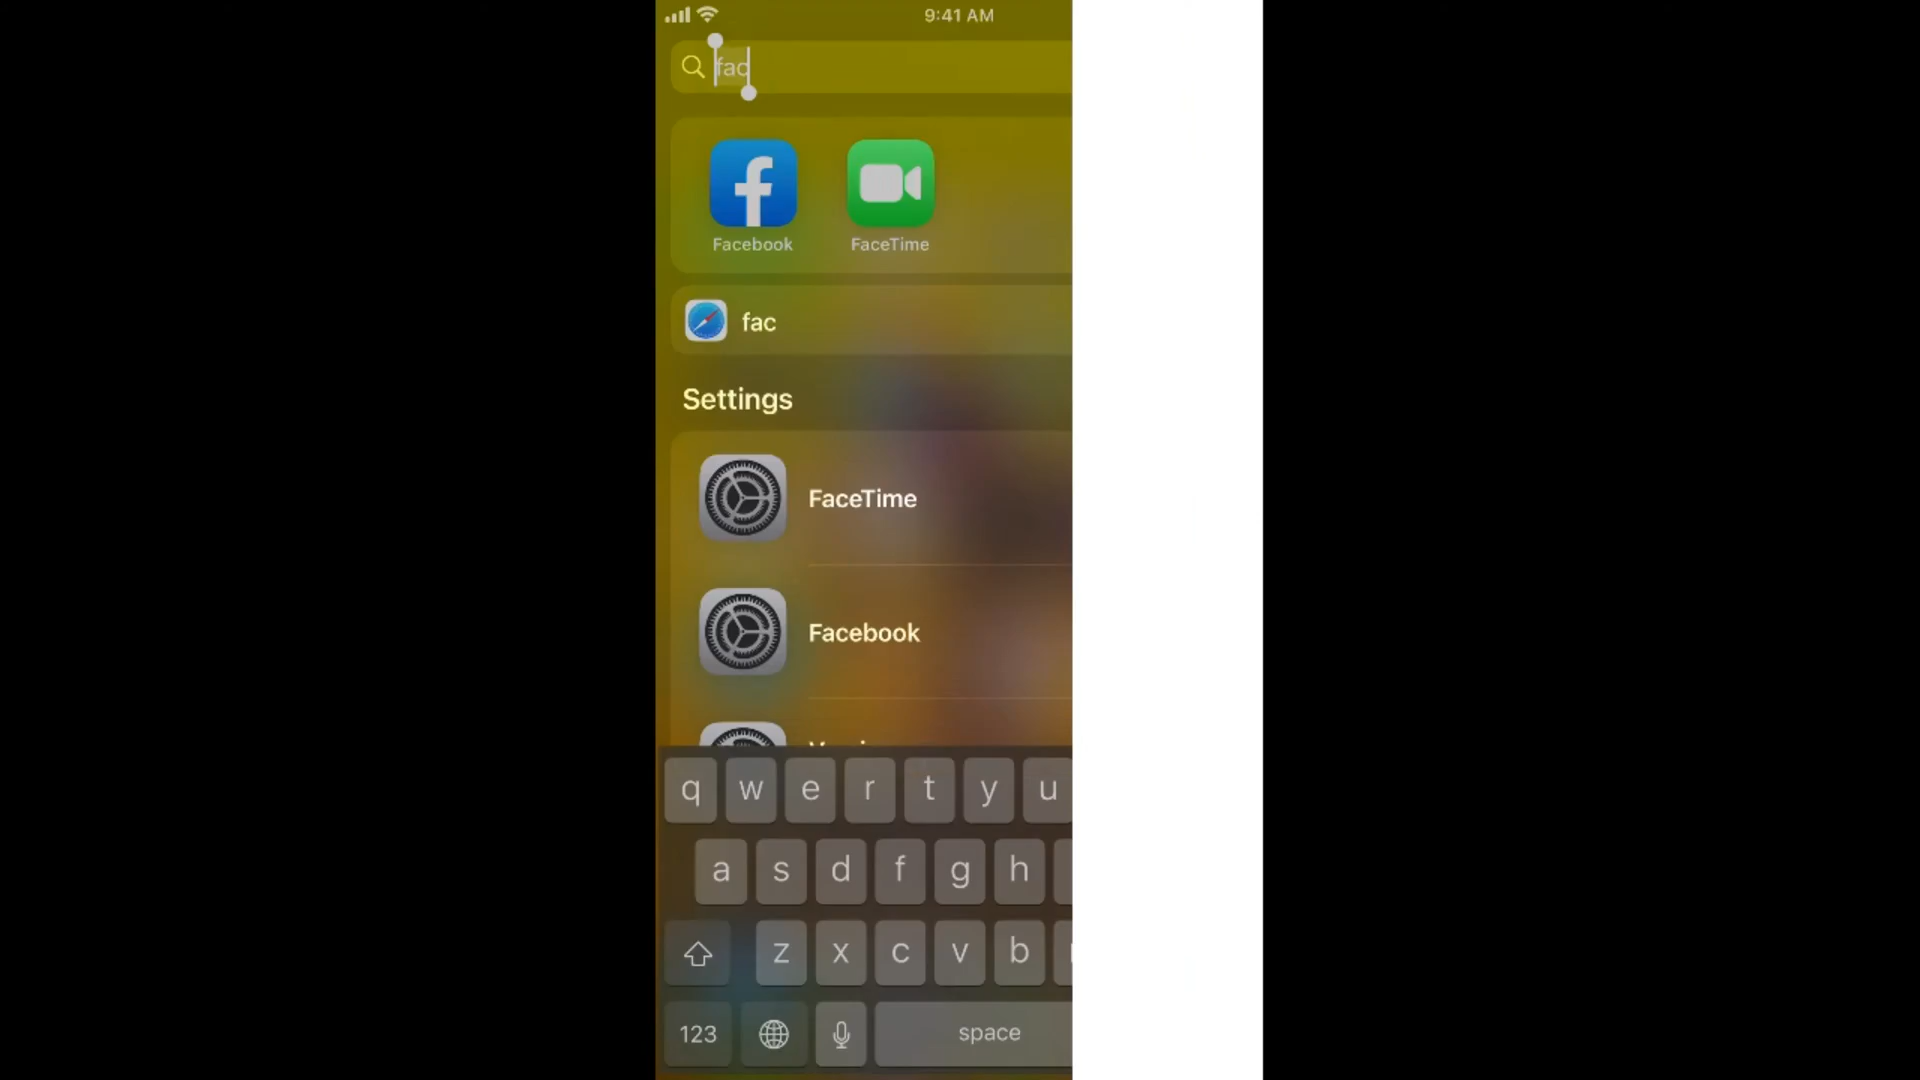 9:41 AM
fac
Facebook FaceTime
fac
Settings
FaceTime
Facebook
q w e r t y u
a s d f g h
z x c v b
123 space